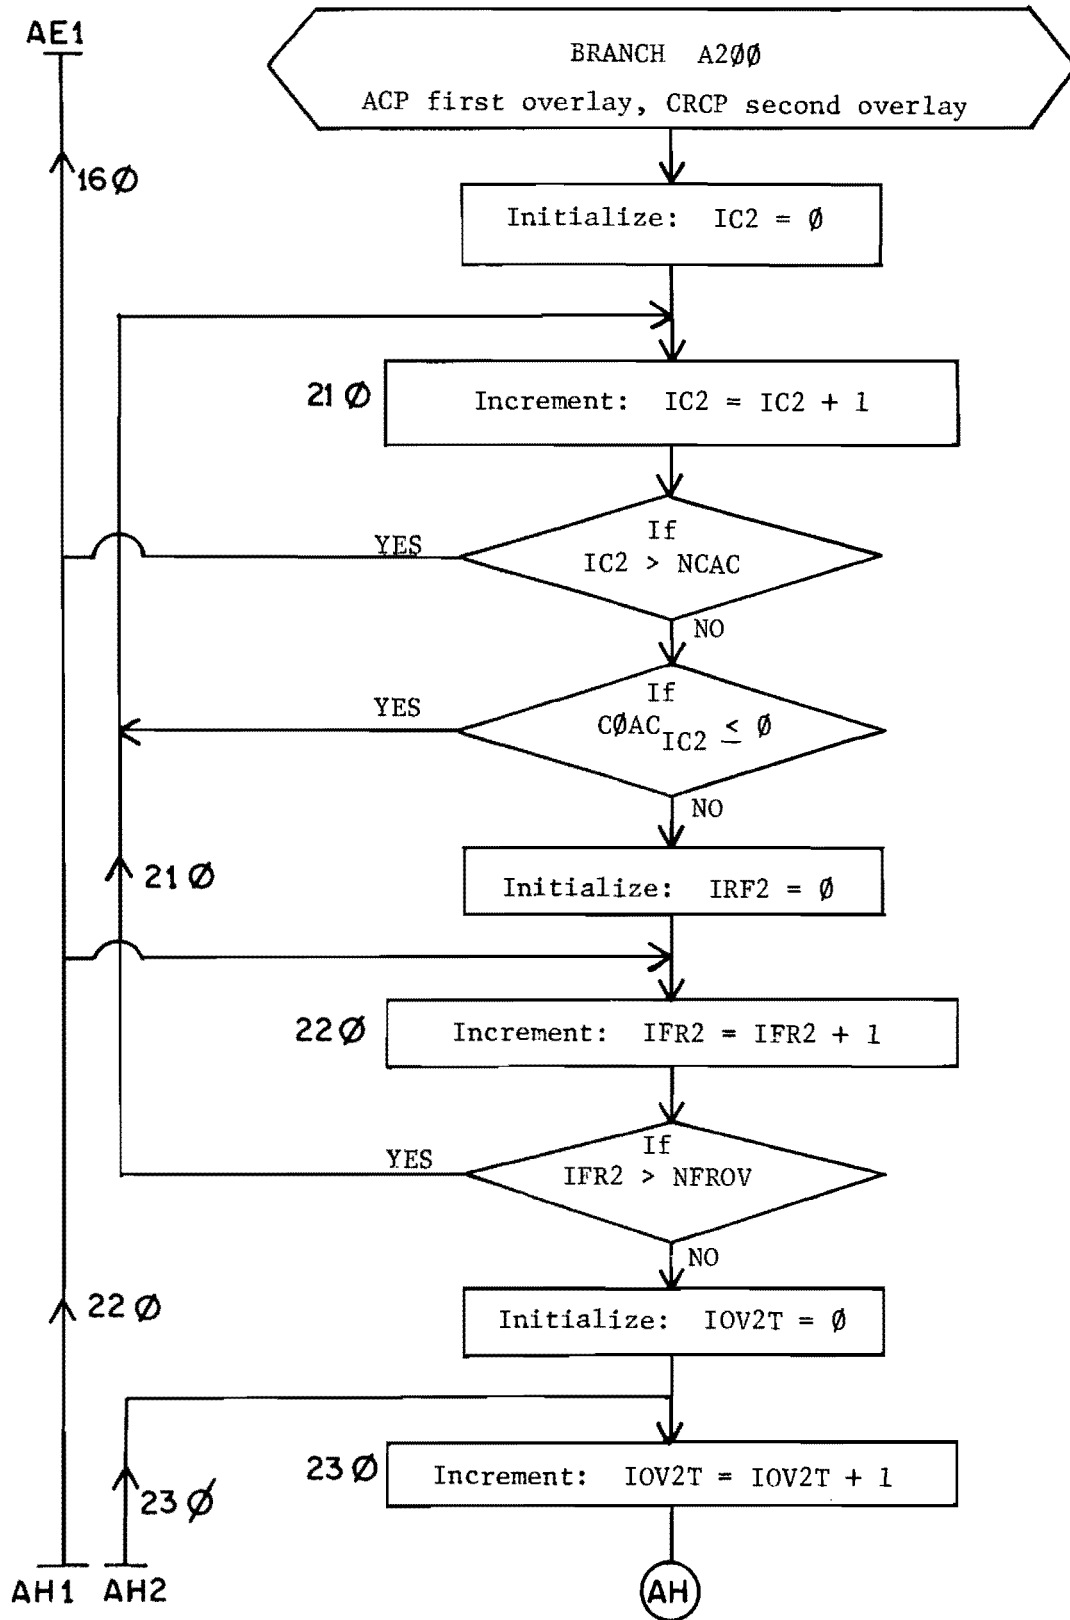 AE1
BRANCH A2ØØ
ACP first overlay, CRCP second overlay
16Ø
Initialize: IC2 = Ø
21Ø
Increment: IC2 = IC2 + 1
If
IC2 > NCAC
YES
NO
If
CØAC IC2 ≤ Ø
YES
NO
21Ø
Initialize: IRF2 = Ø
22Ø
Increment: IFR2 = IFR2 + 1
If
IFR2 > NFROV
YES
NO
22Ø
Initialize: IOV2T = Ø
23Ø
Increment: IOV2T = IOV2T + 1
23Ø
AH1
AH2
AH